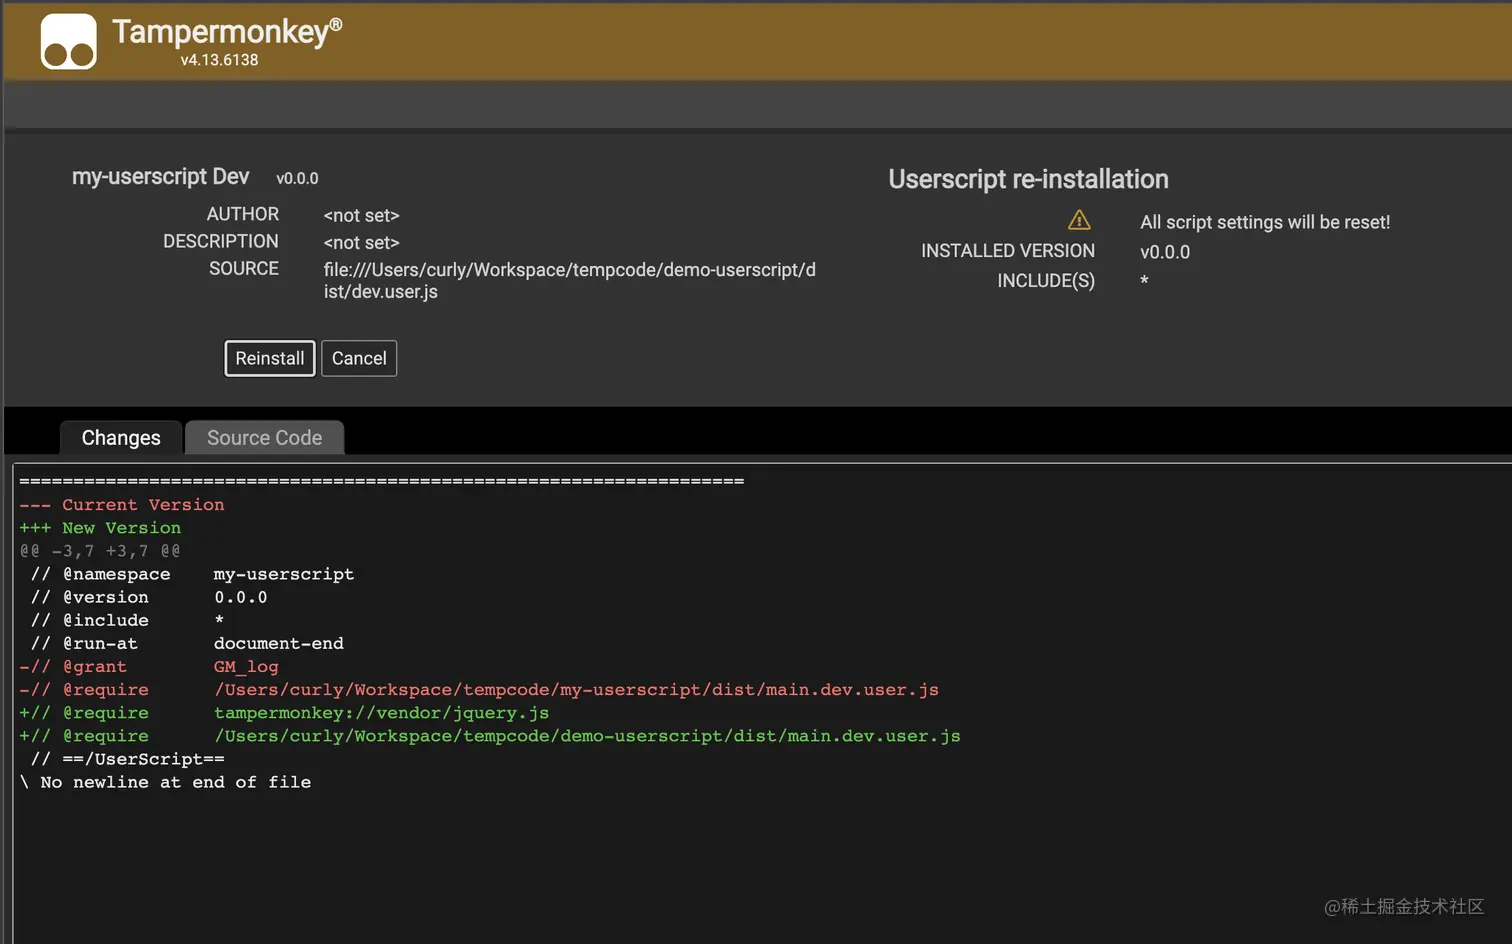 Tampermonkey®
v4.13.6138
my-userscript Dev v0.0.0
AUTHOR <not set>
DESCRIPTION <not set>
SOURCE file:///Users/curly/Workspace/tempcode/demo-userscript/d
ist/dev.user.js
Reinstall Cancel
Userscript re-installation
All script settings will be reset!
INSTALLED VERSION v0.0.0
INCLUDE(S) *
Changes Source Code
===================================================================
--- Current Version
+++ New Version
@@ -3,7 +3,7 @@
 // @namespace    my-userscript
 // @version      0.0.0
 // @include      *
 // @run-at       document-end
-// @grant        GM_log
-// @require      /Users/curly/Workspace/tempcode/my-userscript/dist/main.dev.user.js
+// @require      tampermonkey://vendor/jquery.js
+// @require      /Users/curly/Workspace/tempcode/demo-userscript/dist/main.dev.user.js
 // ==/UserScript==
\ No newline at end of file
@稀土掘金技术社区